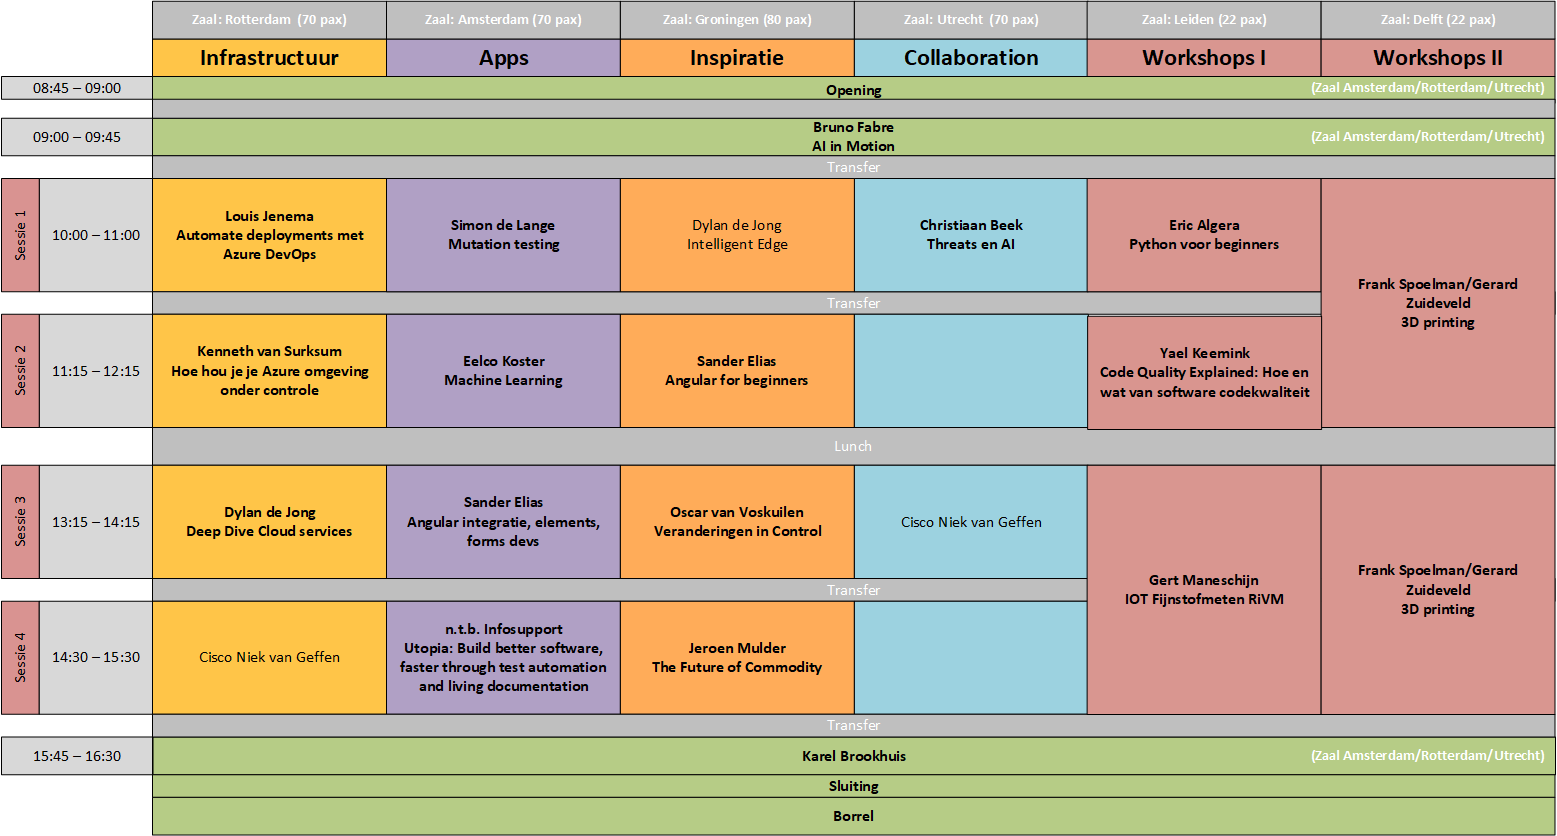 Zaal: Rotterdam (70 pax)
Zaal: Amsterdam (70 pax)
Zaal: Groningen (80 pax)
Zaal: Utrecht (70 pax)
Zaal: Leiden (22 pax)
Zaal: Delft (22 pax)
Infrastructuur
Apps
Inspiratie
Collaboration
Workshops I
Workshops II
08:45 – 09:00
Opening
(Zaal Amsterdam/Rotterdam/Utrecht)
09:00 – 09:45
Bruno Fabre
AI in Motion
(Zaal Amsterdam/Rotterdam/Utrecht)
Transfer
Sessie 1
10:00 – 11:00
Louis Jenema
Automate deployments met
Azure DevOps
Simon de Lange
Mutation testing
Dylan de Jong
Intelligent Edge
Christiaan Beek
Threats en AI
Eric Algera
Python voor beginners
Frank Spoelman/Gerard
Zuideveld
3D printing
Transfer
Sessie 2
11:15 – 12:15
Kenneth van Surksum
Hoe hou je je Azure omgeving
onder controle
Eelco Koster
Machine Learning
Sander Elias
Angular for beginners
Yael Keemink
Code Quality Explained: Hoe en
wat van software codekwaliteit
Lunch
Sessie 3
13:15 – 14:15
Dylan de Jong
Deep Dive Cloud services
Sander Elias
Angular integratie, elements,
forms devs
Oscar van Voskuilen
Veranderingen in Control
Cisco Niek van Geffen
Gert Maneschijn
IOT Fijnstofmeten RiVM
Frank Spoelman/Gerard
Zuideveld
3D printing
Transfer
Sessie 4
14:30 – 15:30
Cisco Niek van Geffen
n.t.b. Infosupport
Utopia: Build better software,
faster through test automation
and living documentation
Jeroen Mulder
The Future of Commodity
Transfer
15:45 – 16:30
Karel Brookhuis
(Zaal Amsterdam/Rotterdam/Utrecht)
Sluiting
Borrel